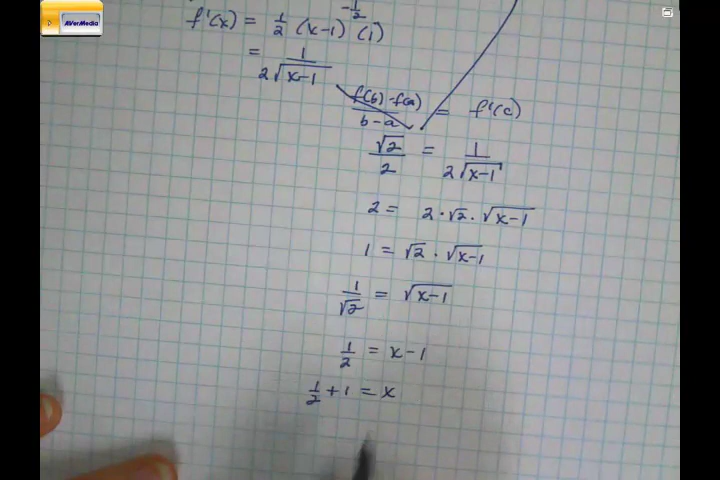 AVerMedia
f'(x) = 1/2 (x-1)^(-1/2) (1)
= 1/(2√(x-1))
(f(b)-f(a))/(b-a) = f'(c)
√2/2 = 1/(2√(x-1))
2 = 2·√2·√(x-1)
1 = √2·√(x-1)
1/√2 = √(x-1)
1/2 = x-1
1/2+1 = x